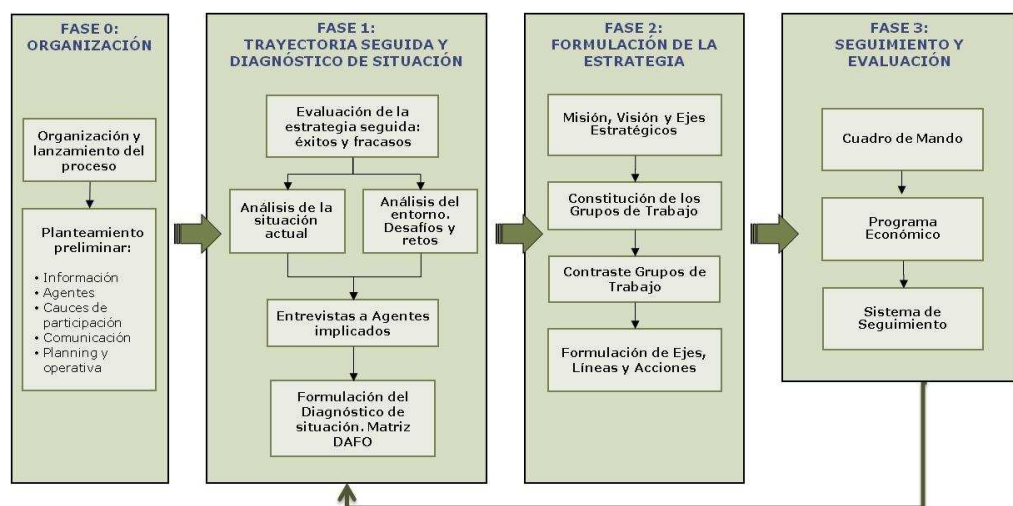 FASE 0:
ORGANIZACIÓN
Organización y
lanzamiento del
proceso
Planteamiento
preliminar:
• Información
• Agentes
• Cauces de
participación
• Comunicación
• Planning y
operativa
FASE 1:
TRAYECTORIA SEGUIDA Y
DIAGNÓSTICO DE SITUACIÓN
Evaluación de la
estrategia seguida:
éxitos y fracasos
Análisis de la
situación
actual
Análisis del
entorno.
Desafíos y
retos
Entrevistas a Agentes
implicados
Formulación del
Diagnóstico de
situación. Matriz
DAFO
FASE 2:
FORMULACIÓN DE LA
ESTRATEGIA
Misión, Visión y Ejes
Estratégicos
Constitución de los
Grupos de Trabajo
Contraste Grupos de
Trabajo
Formulación de Ejes,
Líneas y Acciones
FASE 3:
SEGUIMIENTO Y
EVALUACIÓN
Cuadro de Mando
Programa
Económico
Sistema de
Seguimiento